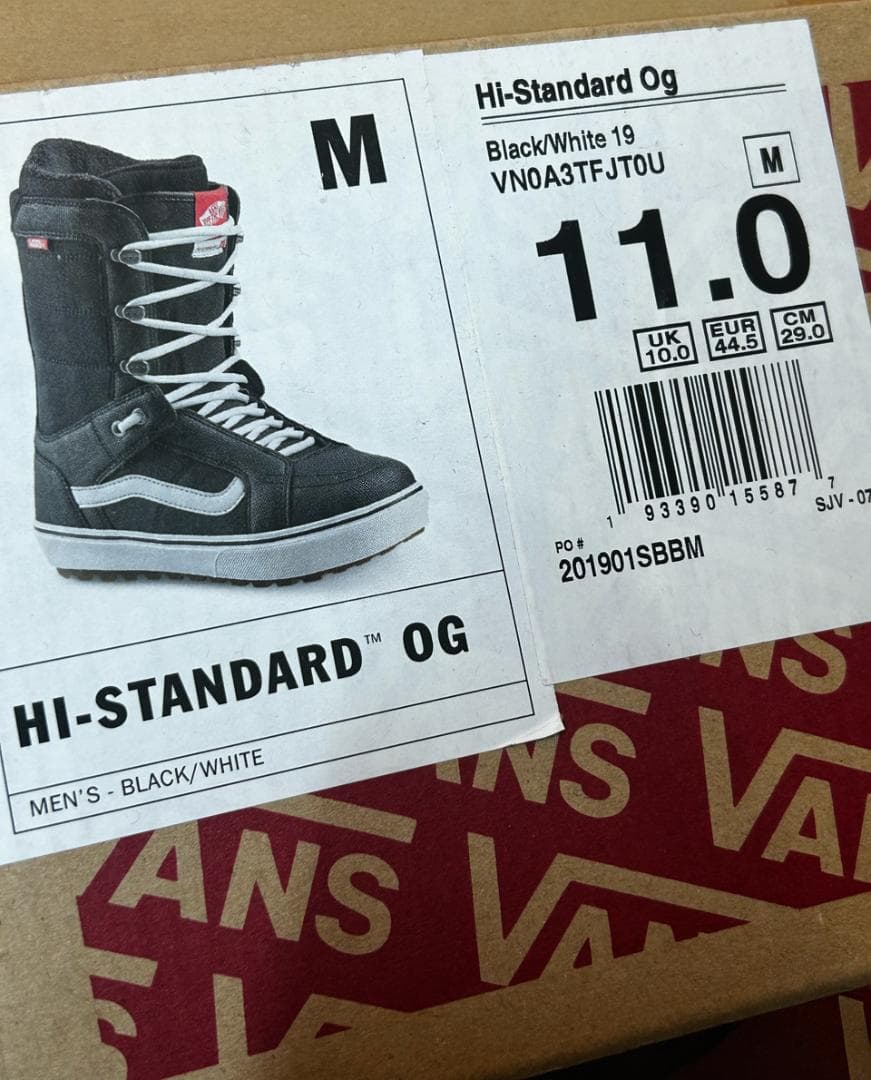 M
HI-STANDARD™ OG
MEN'S - BLACK/WHITE
Hi-Standard Og
Black/White 19
VN0A3TFJT0U
M
11.0
UK
10.0
EUR
44.5
CM
29.0
1 93390 15587 7
SJV - 07
PO #
201901SBBM
VANS
VANS